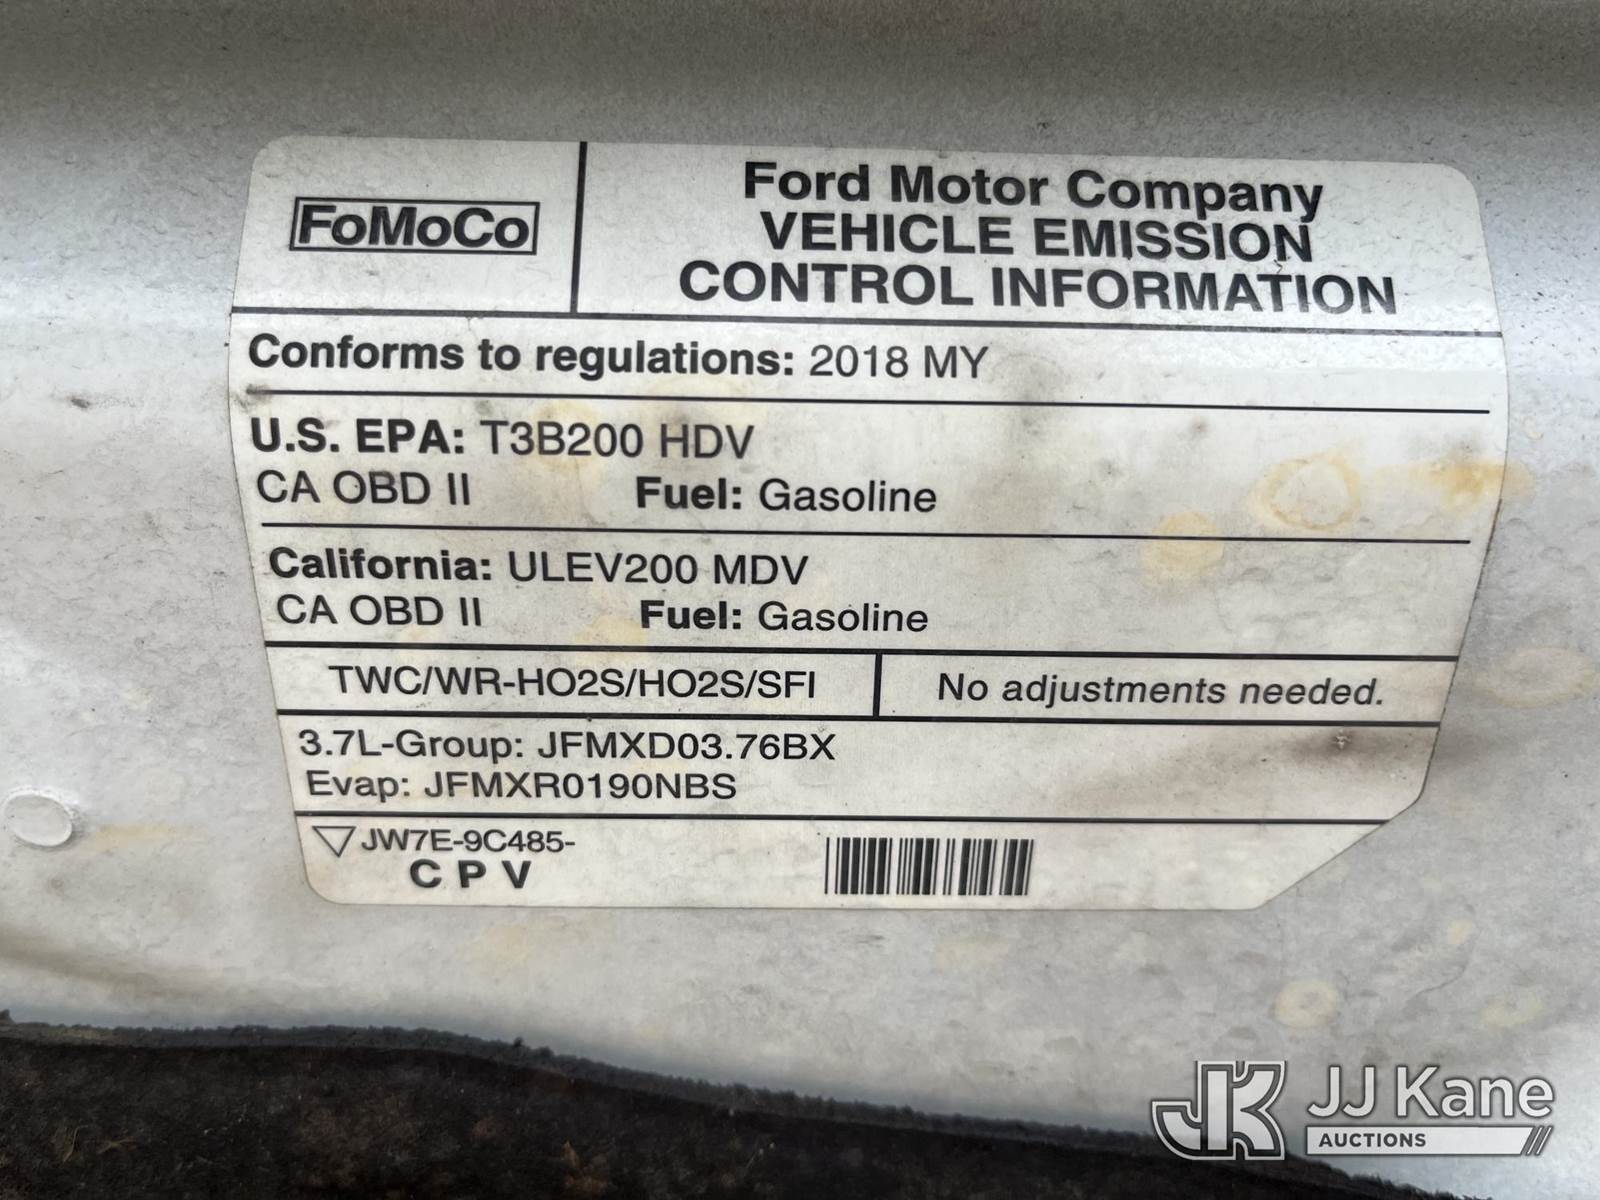 FoMoCo
Ford Motor Company
VEHICLE EMISSION
CONTROL INFORMATION
Conforms to regulations: 2018 MY
U.S. EPA: T3B200 HDV
CA OBD II Fuel: Gasoline
California: ULEV200 MDV
CA OBD II Fuel: Gasoline
TWC/WR-HO2S/HO2S/SFI
No adjustments needed.
3.7L-Group: JFMXD03.76BX
Evap: JFMXR0190NBS
JW7E-9C485-
C P V
JK JJ Kane
AUCTIONS